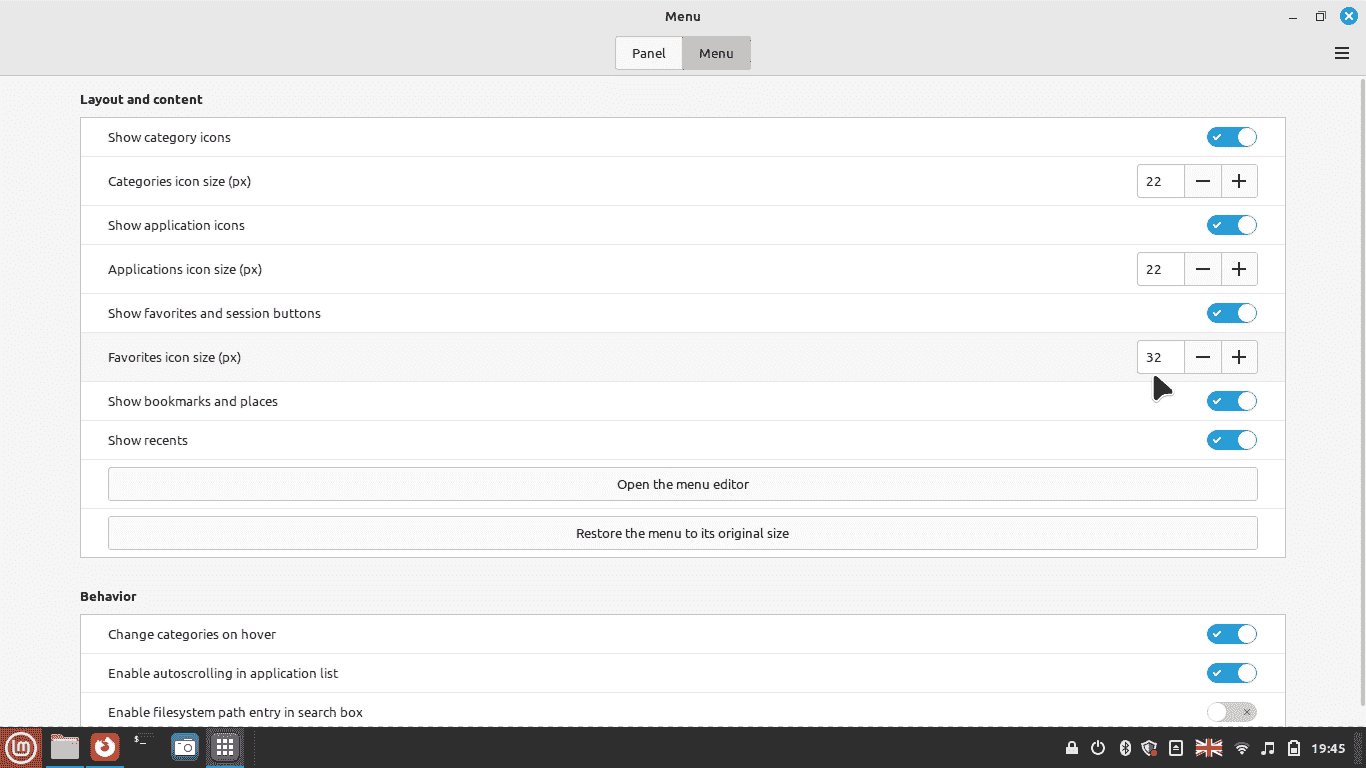 Menu
Panel Menu
Layout and content
Show category icons
Categories icon size (px) 22
Show application icons
Applications icon size (px) 22
Show favorites and session buttons
Favorites icon size (px) 32
Show bookmarks and places
Show recents
Open the menu editor
Restore the menu to its original size
Behavior
Change categories on hover
Enable autoscrolling in application list
Enable filesystem path entry in search box
$_ 19:45